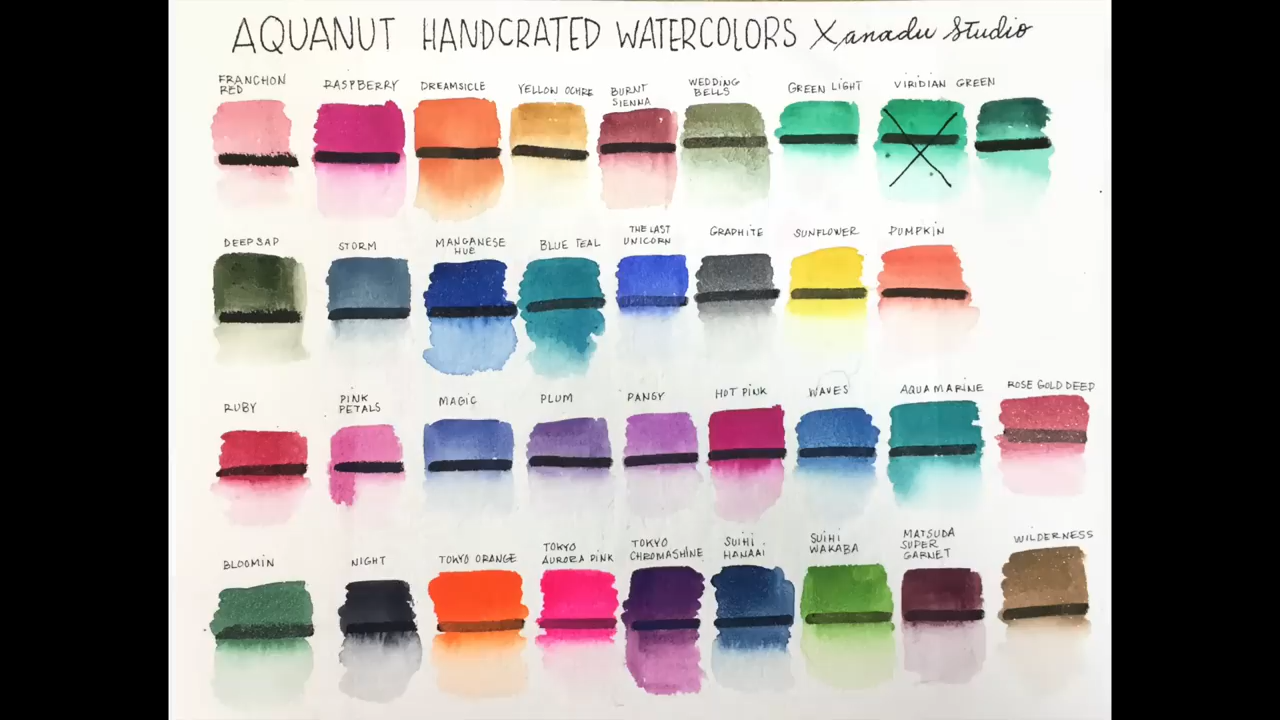 AQUANUT HANDCRATED WATERCOLORS Xanadu Studio
FRANCHON
RED
RASPBERRY
DREAMSICLE
YELLOW OCHRE
BURNT
SIENNA
WEDDING
BELLS
GREEN LIGHT
VIRIDIAN GREEN
DEEP SAP
STORM
MANGANESE
HUE
BLUE TEAL
THE LAST
UNICORN
GRAPHITE
SUNFLOWER
PUMPKIN
RUBY
PINK
PETALS
MAGIC
PLUM
PANSY
HOT PINK
WAVES
AQUA MARINE
ROSE GOLD DEEP
BLOOMIN
NIGHT
TOKYO ORANGE
TOKYO
AURORA PINK
TOKYO
CHROMASHINE
SUIHI
HANAAI
SUIHI
WAKABA
MATSUDA
SUPER
GARNET
WILDERNESS